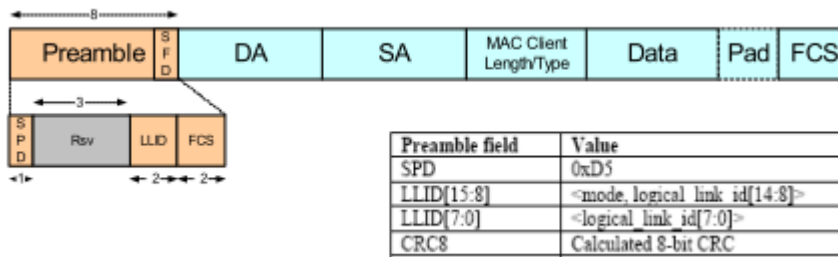 8
Preamble SFD DA SA MAC Client Length/Type Data Pad FCS
3
SPD Rsv LLID FCS
1 2 2
Preamble field Value
SPD 0xD5
LLID[15:8] <mode, logical_link_id[14:8]>
LLID[7:0] <logical_link_id[7:0]>
CRC8 Calculated 8-bit CRC